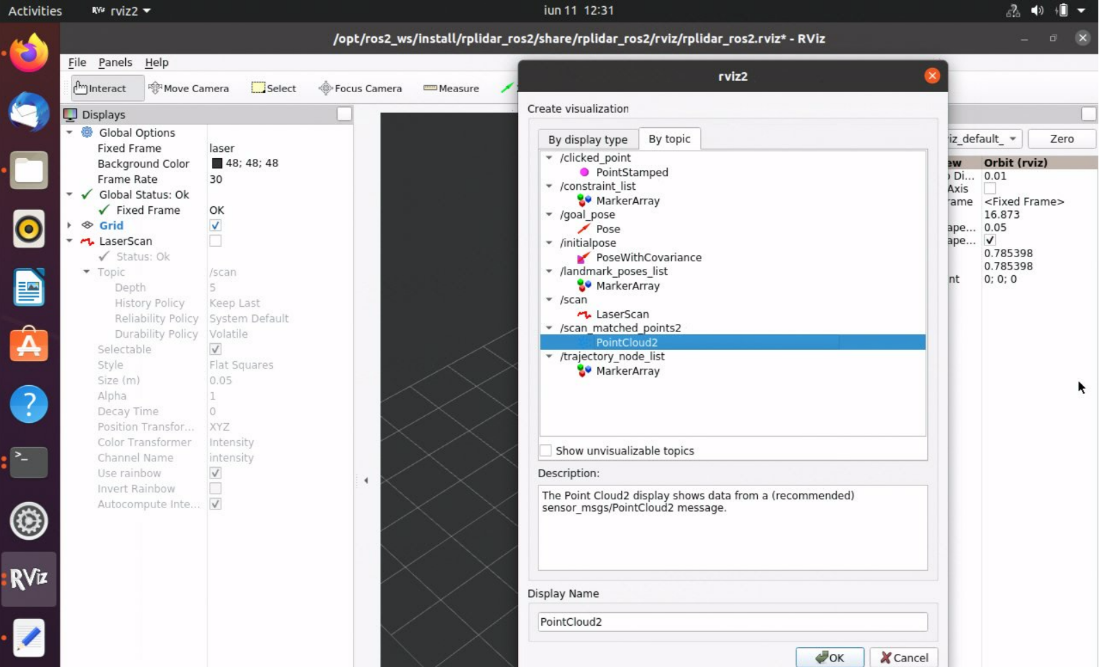 Activities RViz rviz2 iun 11 12:31
/opt/ros2_ws/install/rplidar_ros2/share/rplidar_ros2/rviz/rplidar_ros2.rviz* - RViz
File Panels Help
Interact Move Camera Select Focus Camera Measure
Displays
Global Options
Fixed Frame laser
Background Color 48; 48; 48
Frame Rate 30
Global Status: Ok
Fixed Frame OK
Grid
LaserScan
Status: Ok
Topic /scan
Depth 5
History Policy Keep Last
Reliability Policy System Default
Durability Policy Volatile
Selectable
Style Flat Squares
Size (m) 0.05
Alpha 1
Decay Time 0
Position Transfor... XYZ
Color Transformer Intensity
Channel Name intensity
Use rainbow
Invert Rainbow
Autocompute Inte...
rviz2
Create visualization
By display type By topic
/clicked_point
PointStamped
/constraint_list
MarkerArray
/goal_pose
Pose
/initialpose
PoseWithCovariance
/landmark_poses_list
MarkerArray
/scan
LaserScan
/scan_matched_points2
PointCloud2
/trajectory_node_list
MarkerArray
Show unvisualizable topics
Description:
The Point Cloud2 display shows data from a (recommended)
sensor_msgs/PointCloud2 message.
Display Name
PointCloud2
OK Cancel
iz_default_ Zero
ew Orbit (rviz)
Di... 0.01
Axis
rame <Fixed Frame>
16.873
ape... 0.05
ape...
0.785398
0.785398
nt 0; 0; 0
RViz